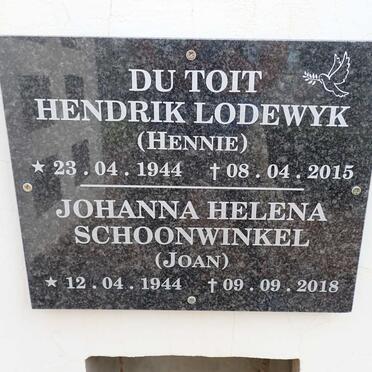 DU TOIT
HENDRIK LODEWYK
(HENNIE)
★ 23 . 04 . 1944 † 08 . 04 . 2015
JOHANNA HELENA
SCHOONWINKEL
(JOAN)
★ 12 . 04 . 1944 † 09 . 09 . 2018